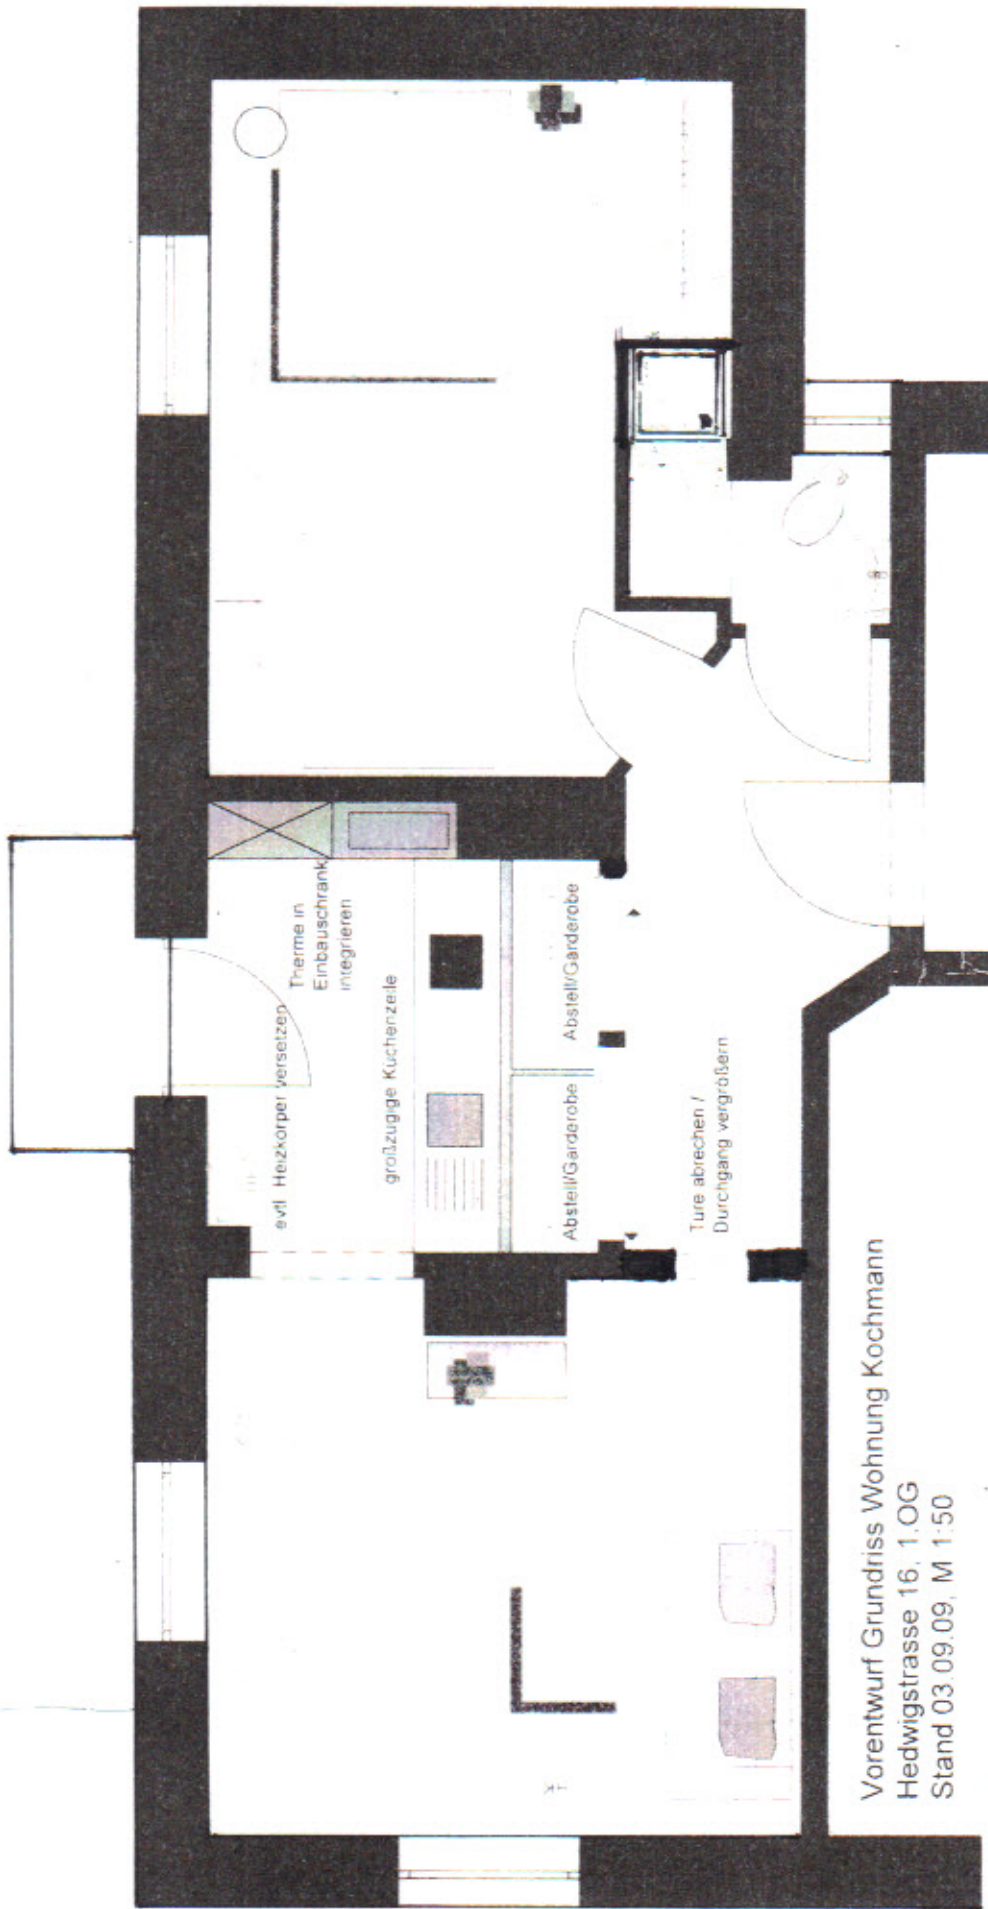 evtl. Heizkörper versetzen
Therme in
Einbauschrank
integrieren
großzügige Küchenzeile
Abstell/Garderobe
Abstell/Garderobe
Türe abrechen /
Durchgang vergrößern
Vorentwurf Grundriss Wohnung Kochmann
Hedwigstrasse 16, 1.OG
Stand 03.09.09, M 1:50